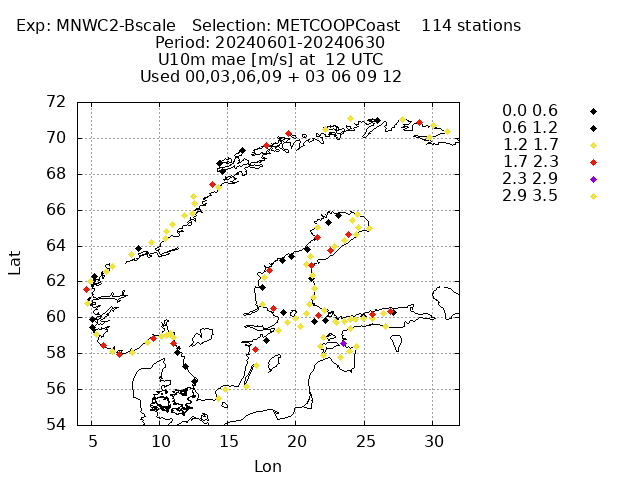 Exp: MNWC2-Bscale   Selection: METCOOPCoast    114 stations
Period: 20240601-20240630
U10m mae [m/s] at  12 UTC
Used 00,03,06,09 + 03 06 09 12
0.0 0.6
0.6 1.2
1.2 1.7
1.7 2.3
2.3 2.9
2.9 3.5
72
70
68
66
64
62
60
58
56
54
Lat
5 10 15 20 25 30
Lon